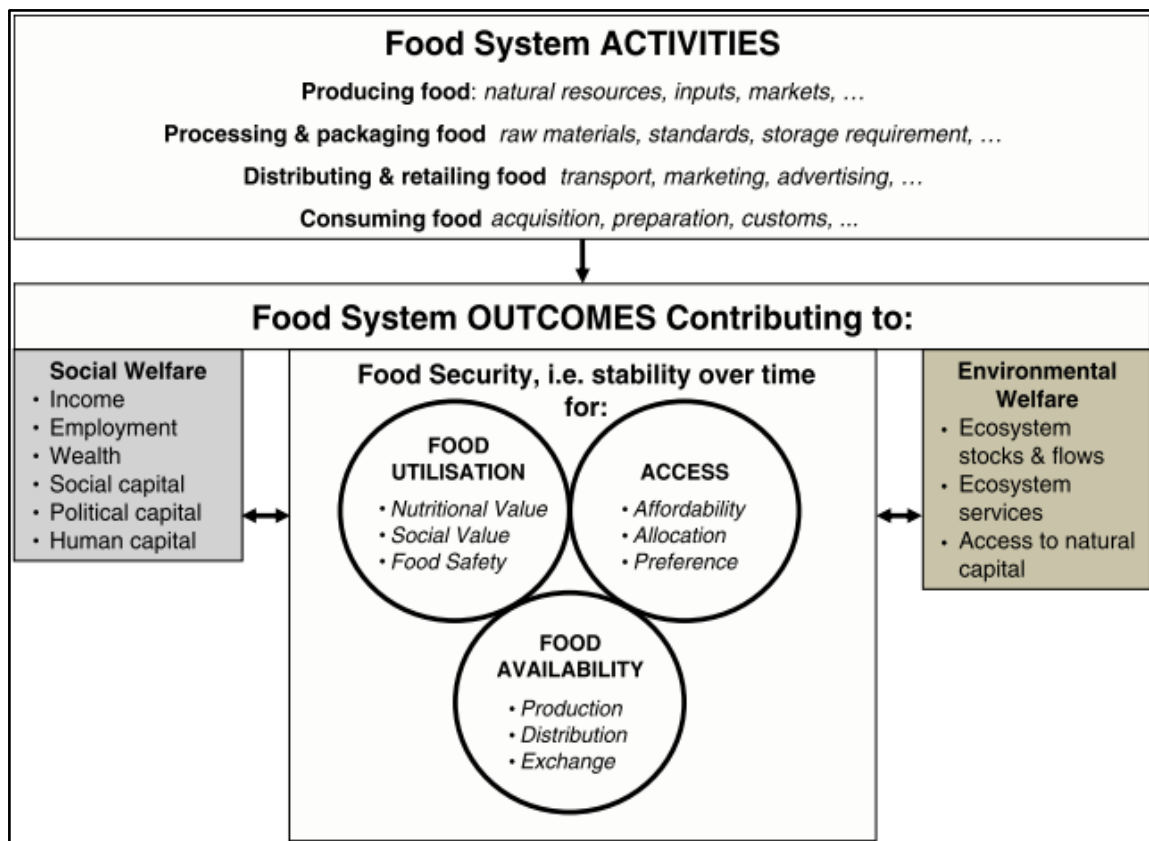 Food System ACTIVITIES
Producing food: natural resources, inputs, markets, …
Processing & packaging food raw materials, standards, storage requirement, …
Distributing & retailing food transport, marketing, advertising, …
Consuming food acquisition, preparation, customs, ...
Food System OUTCOMES Contributing to:
Social Welfare
• Income
• Employment
• Wealth
• Social capital
• Political capital
• Human capital
Food Security, i.e. stability over time
for:
FOOD
UTILISATION
• Nutritional Value
• Social Value
• Food Safety
ACCESS
• Affordability
• Allocation
• Preference
FOOD
AVAILABILITY
• Production
• Distribution
• Exchange
Environmental
Welfare
• Ecosystem
stocks & flows
• Ecosystem
services
• Access to natural
capital